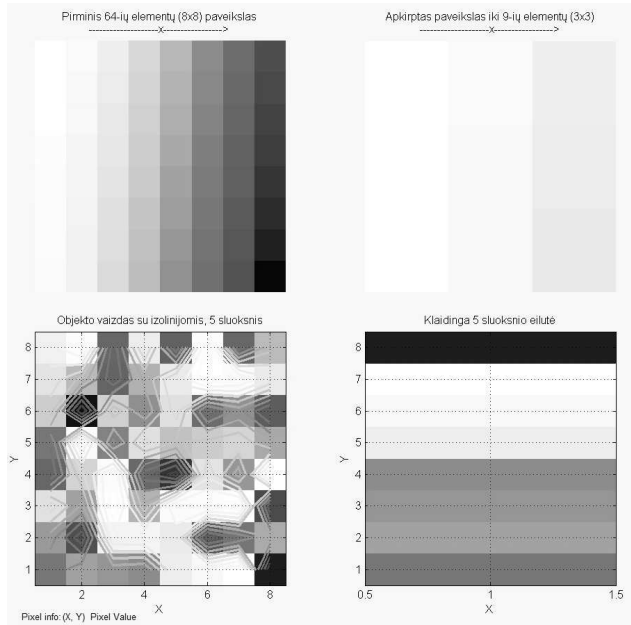 Pirminis 64-ių elementų (8x8) paveikslas
--------------------x----------------->
Apkirptas paveikslas iki 9-ių elementų (3x3)
--------------------x----------------->
Objekto vaizdas su izolinijomis, 5 sluoksnis
8
7
6
5
4
3
2
1
Y
2 4 6 8
X
Klaidinga 5 sluoksnio eilutė
8
7
6
5
4
3
2
1
Y
0.5 1 1.5
X
Pixel info: (X, Y) Pixel Value